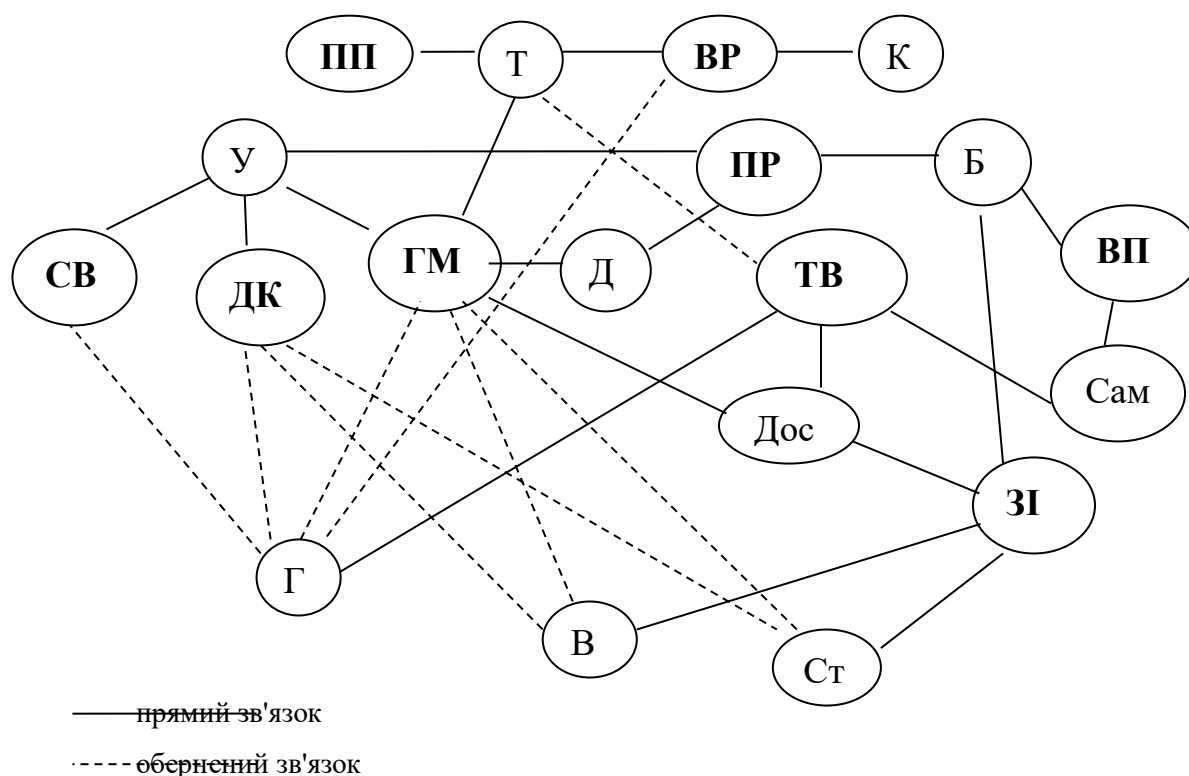 ПП Т ВР К
У ПР Б
СВ ДК ГМ Д ТВ ВП
Дос Сам
ЗІ
Г
В Ст
прямий зв'язок
обернений зв'язок